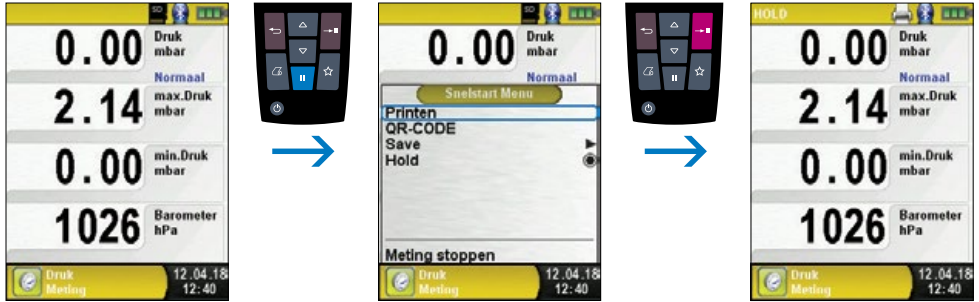 SD
0.00 Druk
mbar
Normaal
2.14 max.Druk
mbar
0.00 min.Druk
mbar
1026 Barometer
hPa
Druk
Meting
12.04.18
12:40
SD
0.00 Druk
mbar
Normaal
Snelstart Menu
Printen
QR-CODE
Save
Hold
Meting stoppen
Druk
Meting
12.04.18
12:40
HOLD
0.00 Druk
mbar
Normaal
2.14 max.Druk
mbar
0.00 min.Druk
mbar
1026 Barometer
hPa
Druk
Meting
12.04.18
12:40